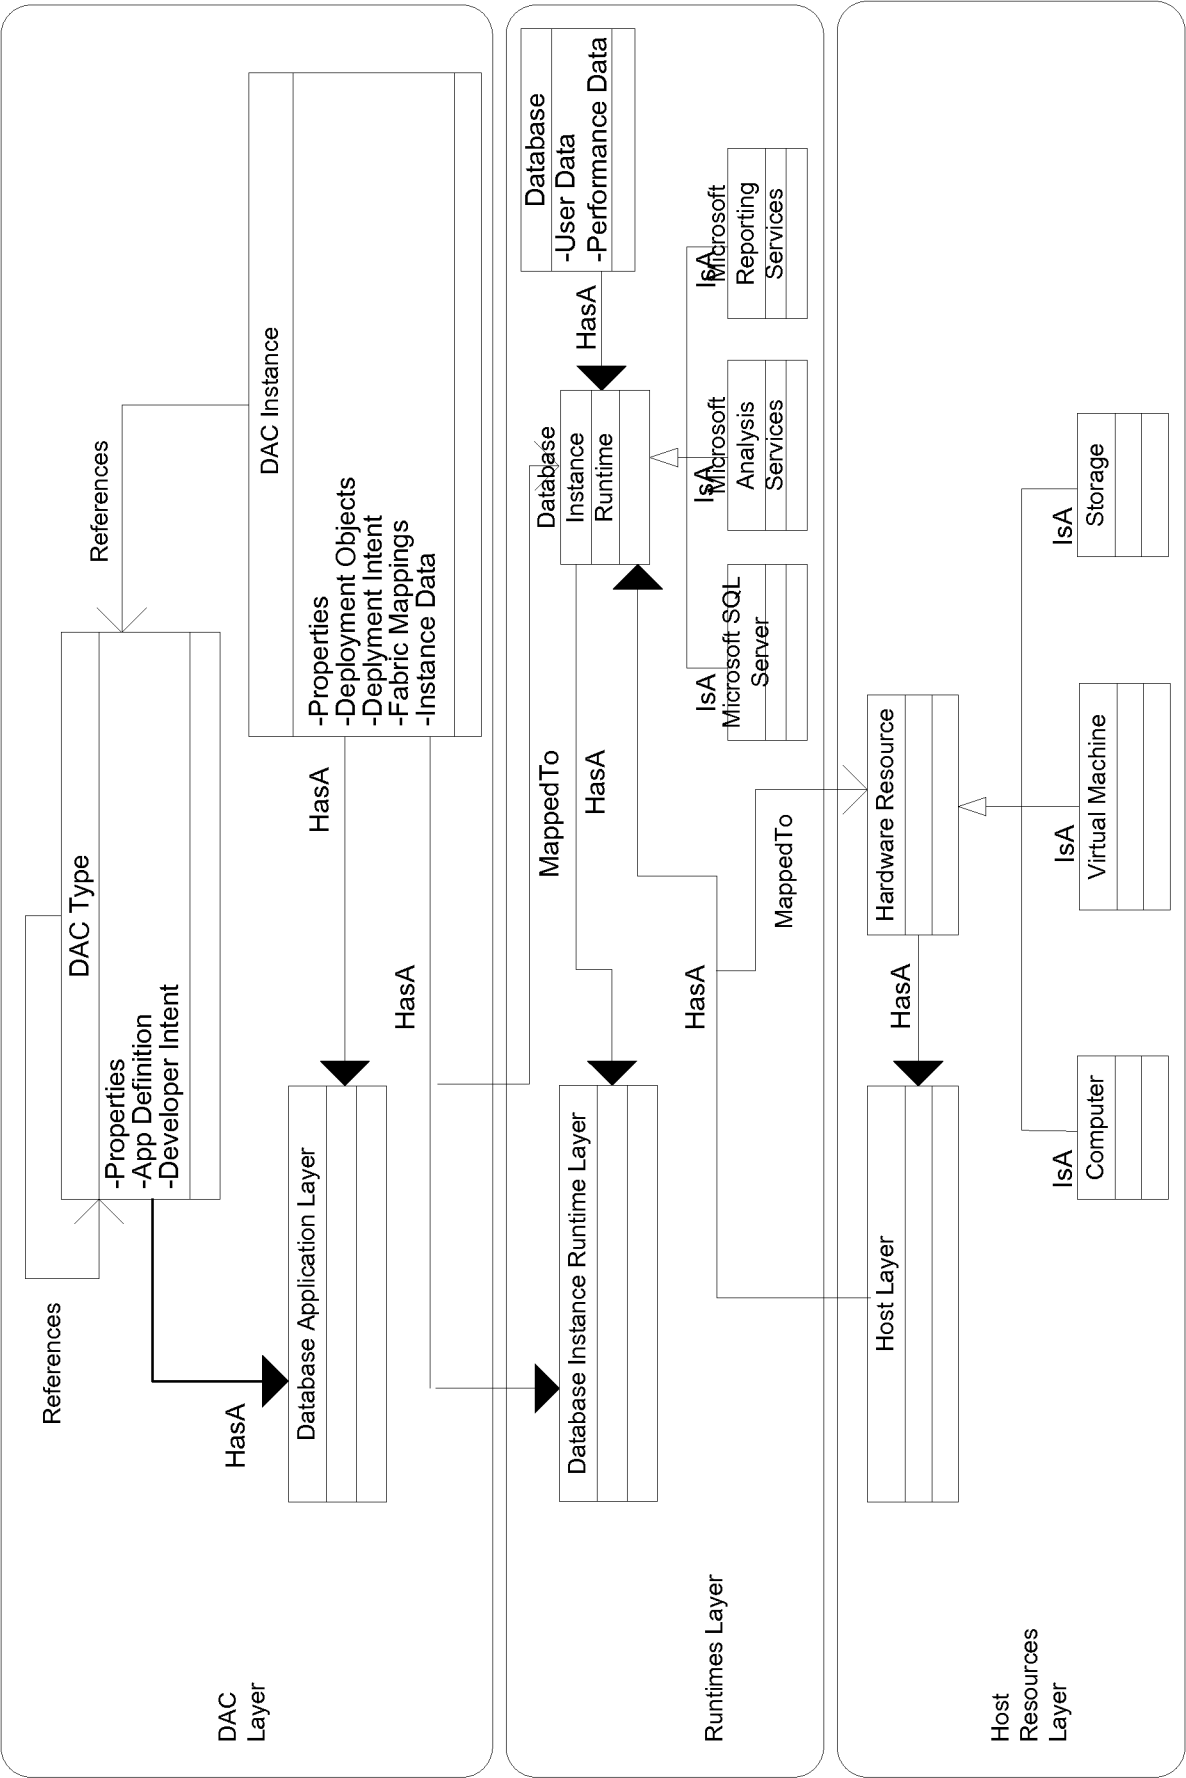 DAC
Layer
References
HasA
DAC Type
-Properties
-App Definition
-Developer Intent
References
Database Application Layer
HasA
HasA
DAC Instance
-Properties
-Deployment Objects
-Deplyment Intent
-Fabric Mappings
-Instance Data
Runtimes Layer
Database Instance Runtime Layer
MappedTo
HasA
Database
Instance
Runtime
HasA
Database
-User Data
-Performance Data
HasA
MappedTo
IsA
Microsoft SQL
Server
IsA
Microsoft
Analysis
Services
IsA
Microsoft
Reporting
Services
Host
Resources
Layer
Host Layer
HasA
Hardware Resource
IsA
Computer
IsA
Virtual Machine
IsA
Storage